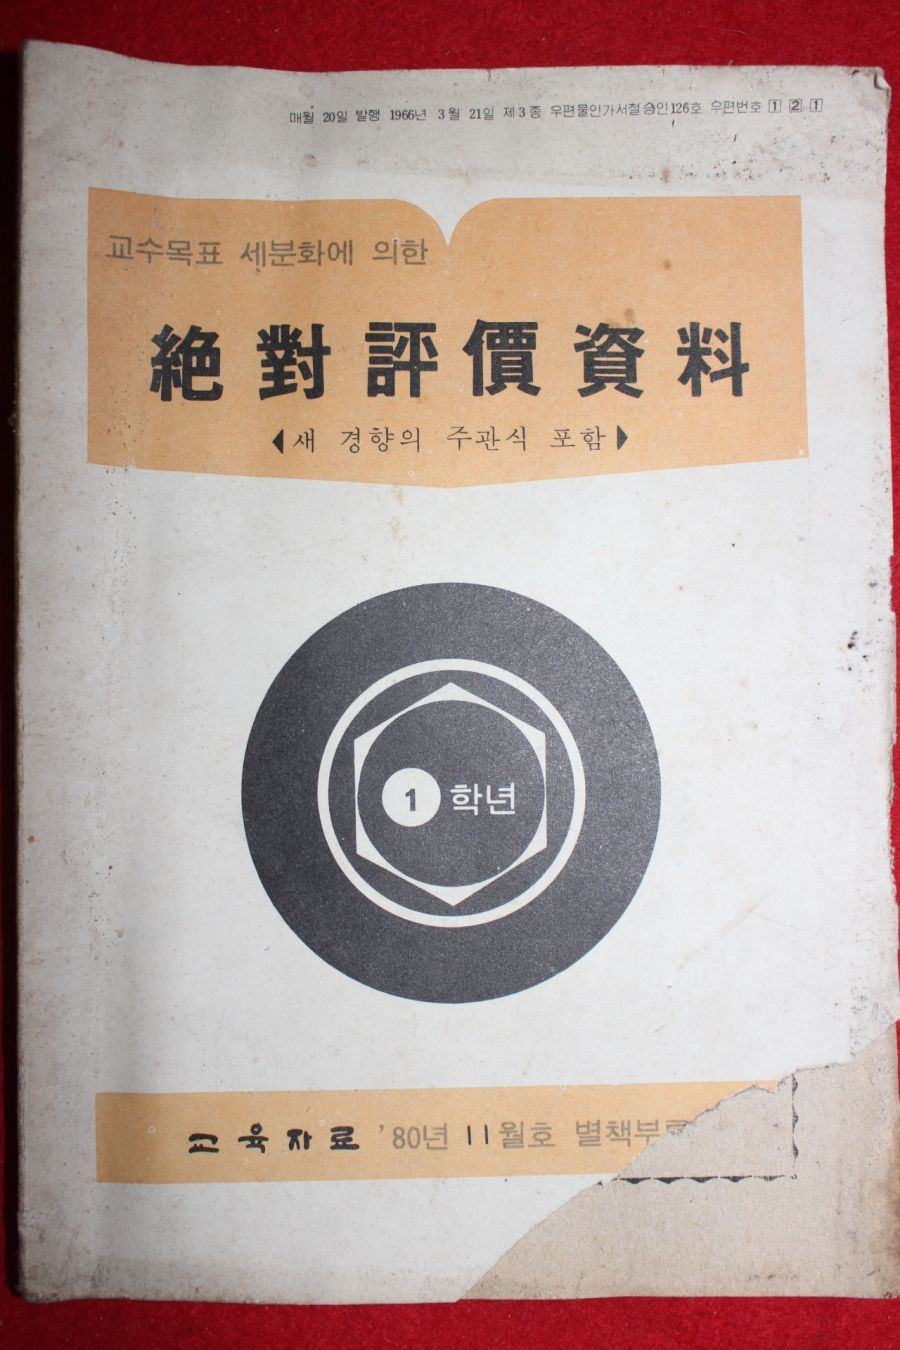 매월 20일 발행 1966년 3월 21일 제3종 우편물인가서철승인126호 우편번호 1 2 1
교수목표 세분화에 의한
絶對評價資料
◀새 경향의 주관식 포함▶
1 학년
교육자료 '80년 11월호 별책부록